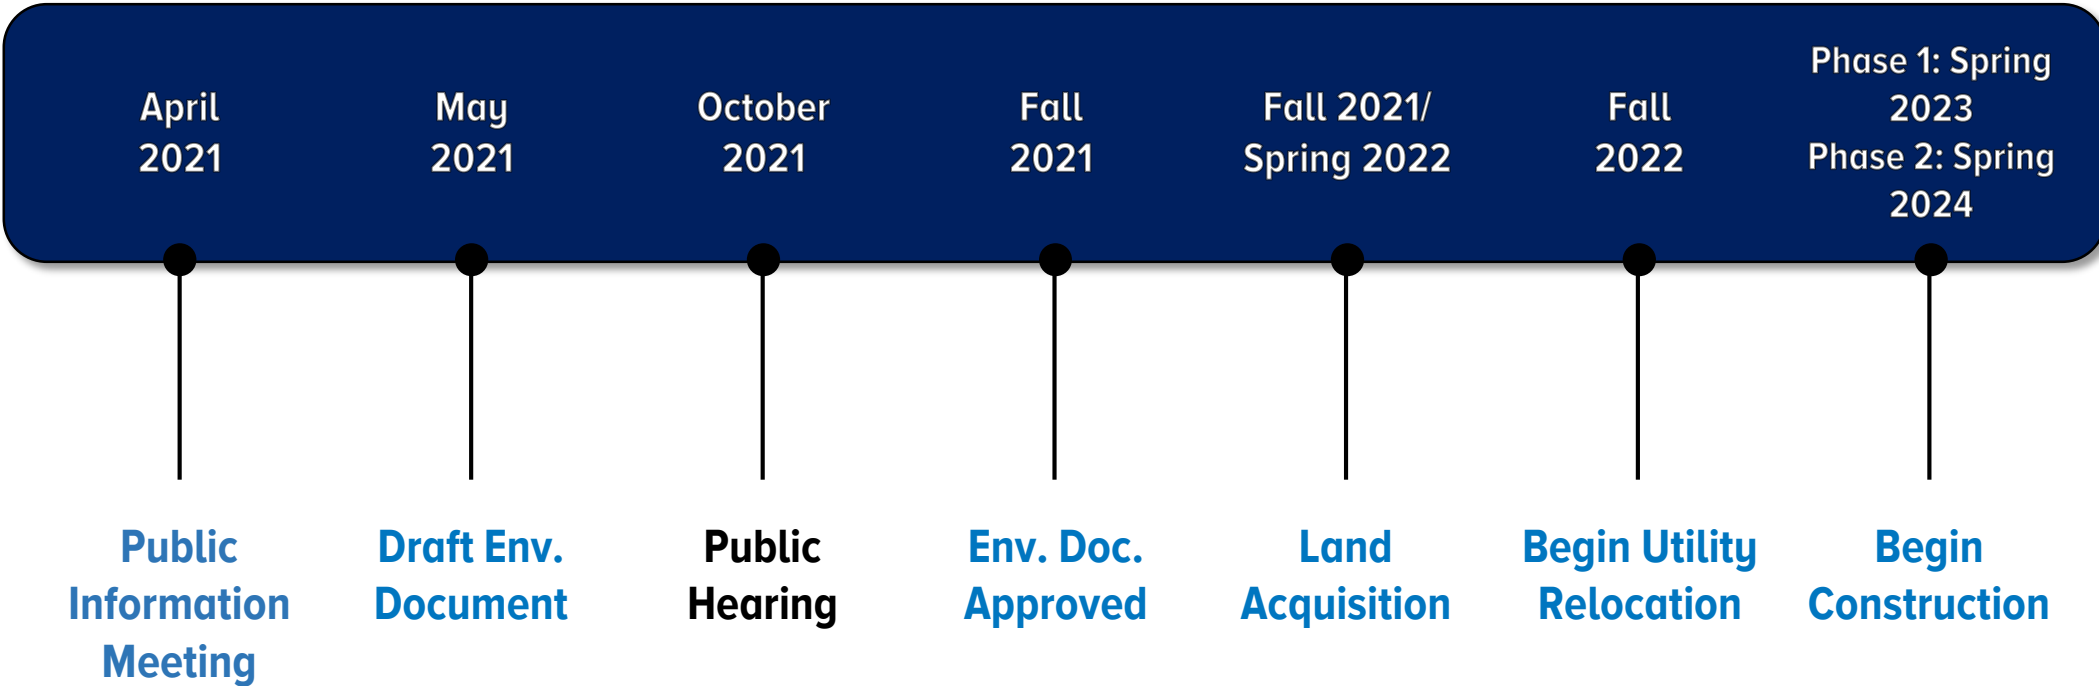 April
2021
May
2021
October
2021
Fall
2021
Fall 2021/
Spring 2022
Fall
2022
Phase 1: Spring
2023
Phase 2: Spring
2024
Public
Information
Meeting
Draft Env.
Document
Public
Hearing
Env. Doc.
Approved
Land
Acquisition
Begin Utility
Relocation
Begin
Construction